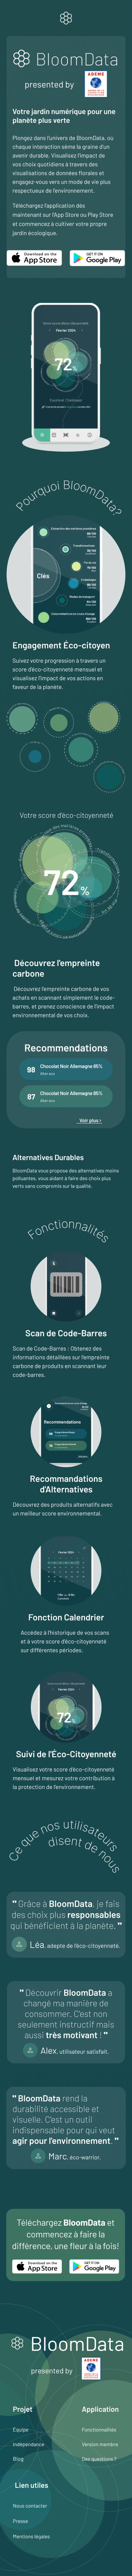 BloomData
presented by
ADEME
Votre jardin numérique pour une
planète plus verte
Plongez dans l'univers de BloomData, où
chaque interaction sème la graine d'un
avenir durable. Visualisez l'impact de
vos choix quotidiens à travers des
visualisations de données florales et
engagez-vous vers un mode de vie plus
respectueux de l'environnement.
Téléchargez l'application dès
maintenant sur l'App Store ou Play Store
et commencez à cultiver votre propre
jardin écologique.
Download on the
App Store
GET IT ON
Google Play
Février 2024
72%
Pourquoi BloomData?
Clés
Engagement Éco-citoyen
Suivez votre progression à travers un
score d'éco-citoyenneté mensuel et
visualisez l'impact de vos actions en
faveur de la planète.
Votre score d'éco-citoyenneté
72%
Découvrez l'empreinte
carbone
Découvrez l'empreinte carbone de vos
achats en scannant simplement le code-
barres, et prenez conscience de l'impact
environnemental de vos choix.
Recommendations
98 Chocolat Noir Allemagne 85%
Alter eco
87 Chocolat Noir Allemagne 85%
Alter eco
Voir plus >
Alternatives Durables
BloomData vous propose des alternatives moins
polluantes, vous aidant à faire des choix plus
verts sans compromis sur la qualité.
Fonctionnalités
Scan de Code-Barres
Scan de Code-Barres : Obtenez des
informations détaillées sur l'empreinte
carbone de produits en scannant leur
code-barres.
Recommendations
Recommandations
d'Alternatives
Découvrez des produits alternatifs avec
un meilleur score environnemental.
Février 2024
Fonction Calendrier
Accédez à l'historique de vos scans
et à votre score d'éco-citoyenneté
sur différentes périodes.
Février 2024
72%
Suivi de l'Éco-Citoyenneté
Visualisez votre score d'éco-citoyenneté
mensuel et mesurez votre contribution à
la protection de l'environnement.
Ce que nos utilisateurs
disent de nous
" Grâce à BloomData, je fais
des choix plus responsables
qui bénéficient à la planète. "
Léa, adepte de l'éco-citoyenneté.
" Découvrir BloomData a
changé ma manière de
consommer. C'est non
seulement instructif mais
aussi très motivant ! "
Alex, utilisateur satisfait.
" BloomData rend la
durabilité accessible et
visuelle. C'est un outil
indispensable pour qui veut
agir pour l'environnement. "
Marc, éco-warrior.
Téléchargez BloomData et
commencez à faire la
différence, une fleur à la fois!
Download on the
App Store
GET IT ON
Google Play
BloomData
presented by
ADEME
Projet
Application
Équipe
Fonctionnalités
Indépendance
Version membre
Blog
Des questions ?
Lien utiles
Nous contacter
Presse
Mentions légales